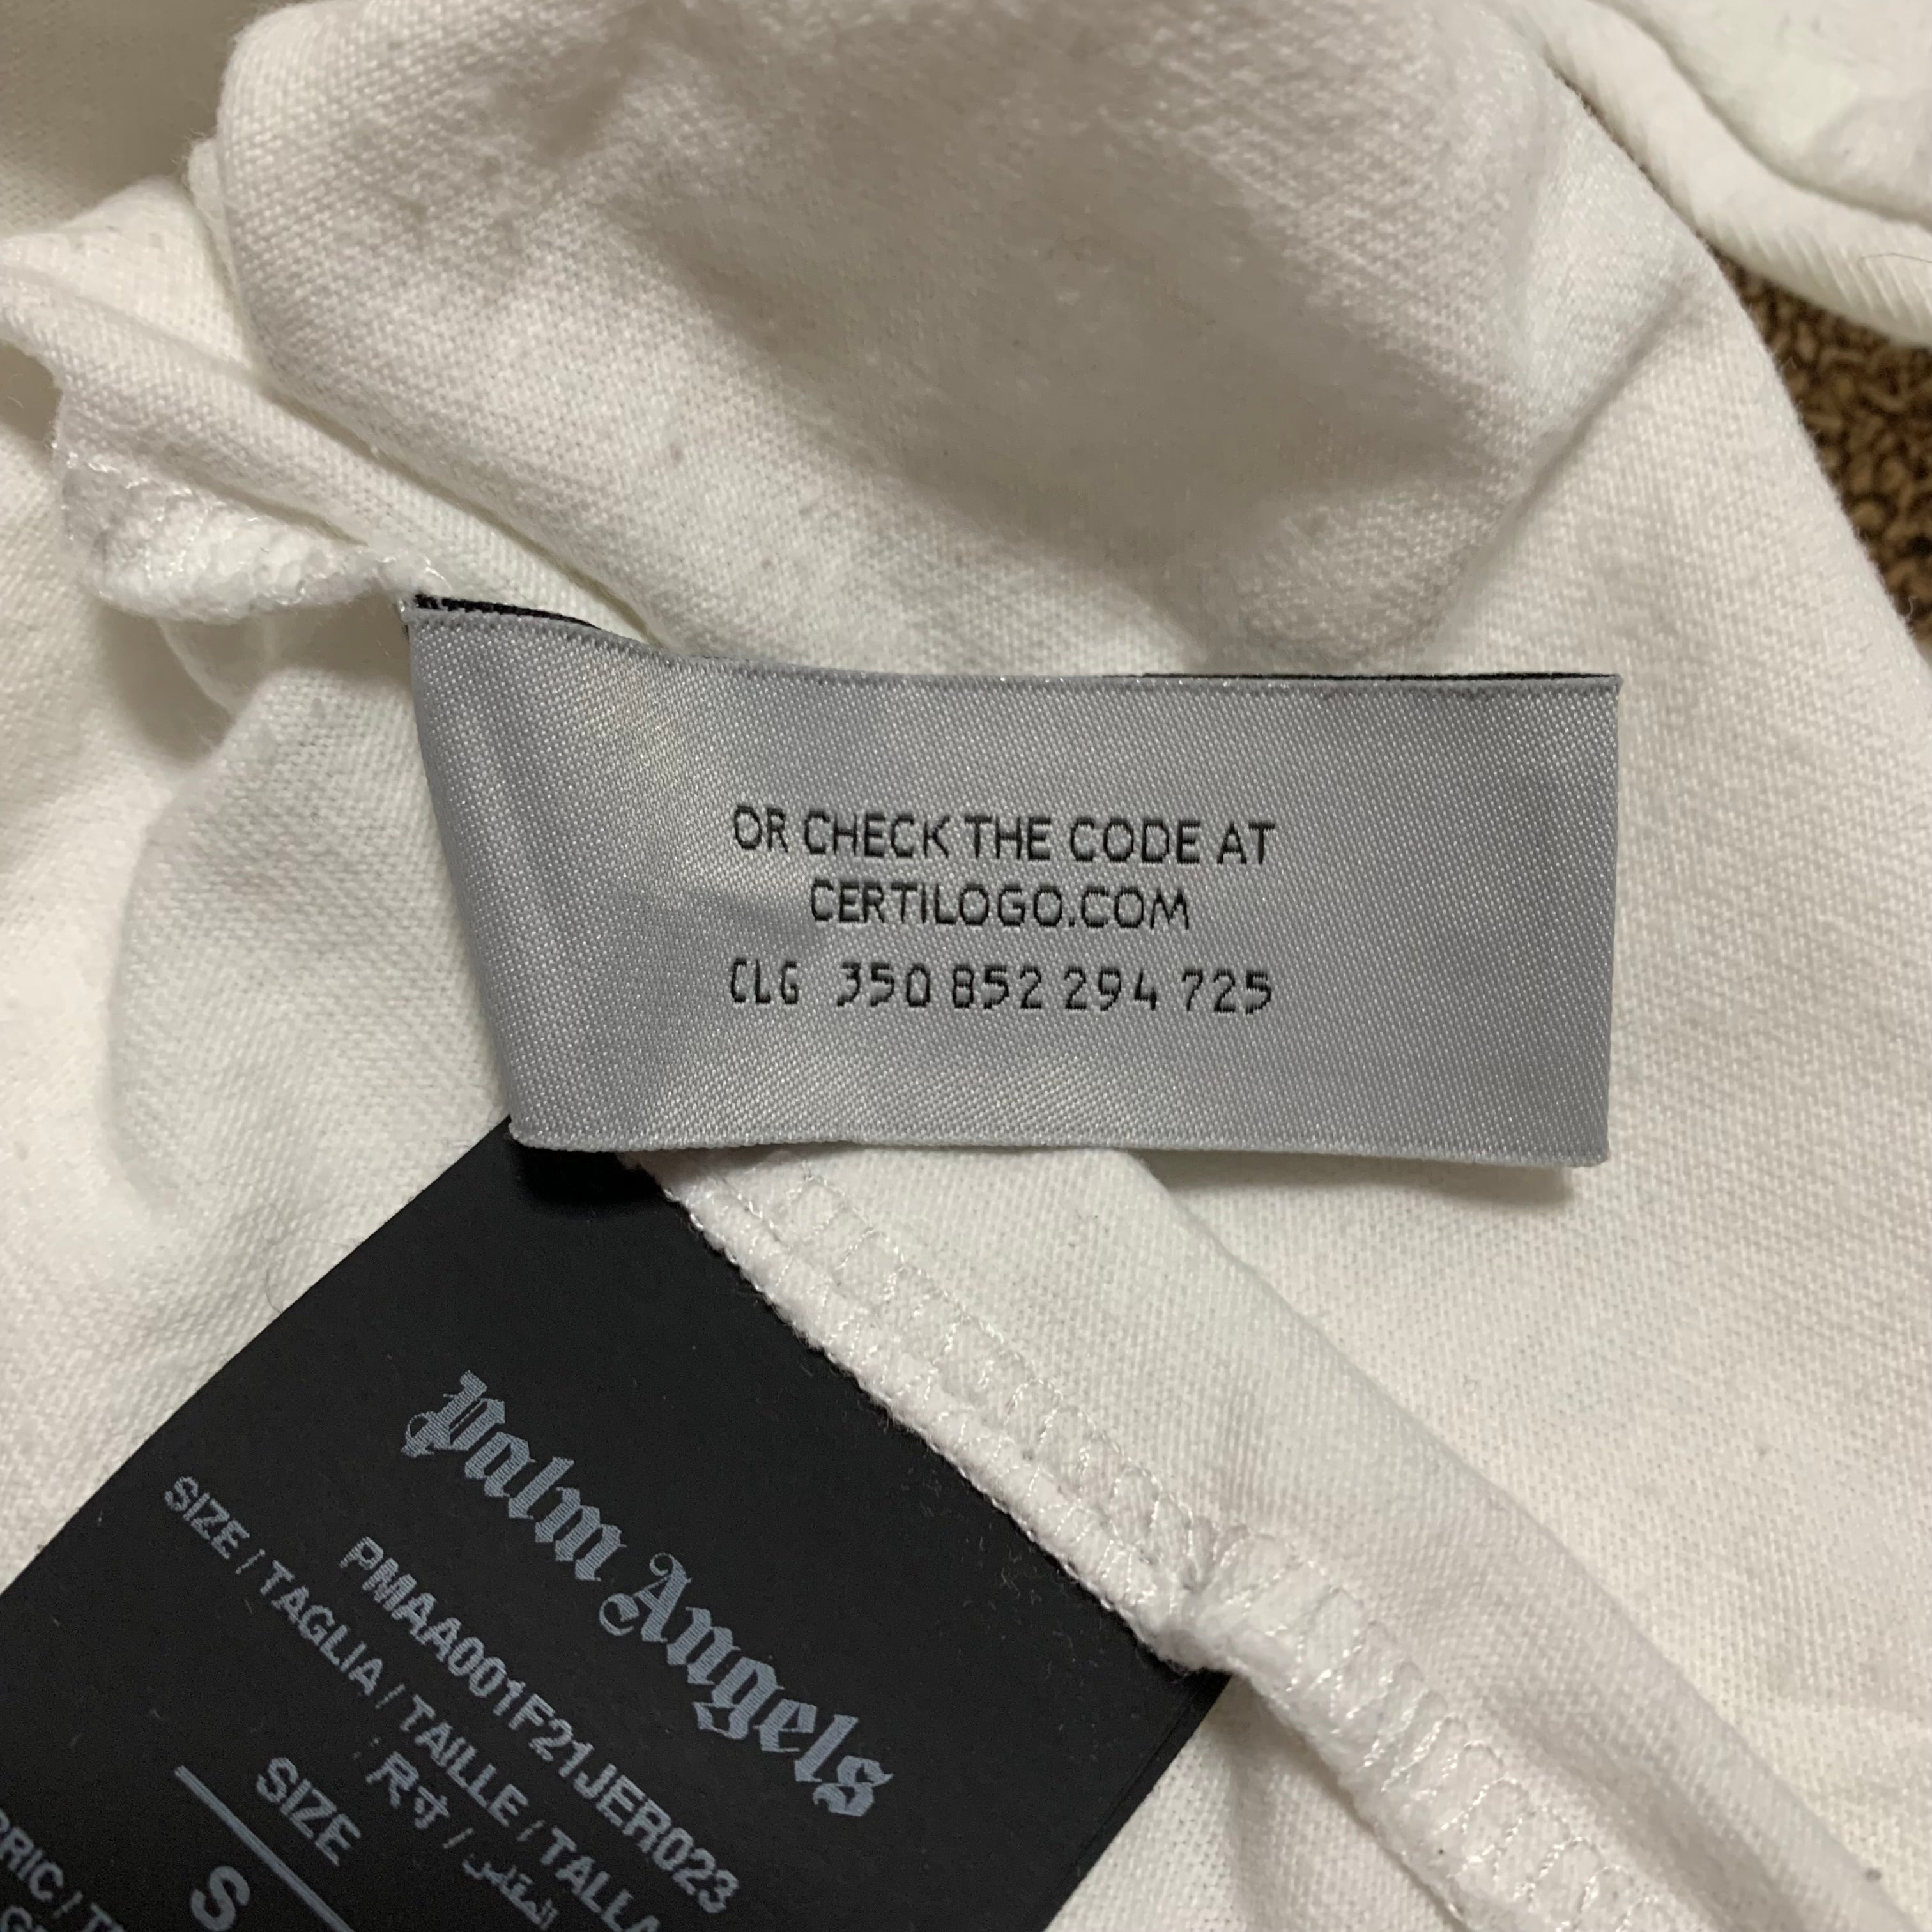 OR CHECK THE CODE AT
CERTILOGO.COM
CLG 350 852 294 725
Palm Angels
PMAA001F21JER023
SIZE / TAGLIA / TAILLE / TALLA
尺寸 / المقاس
SIZE
S